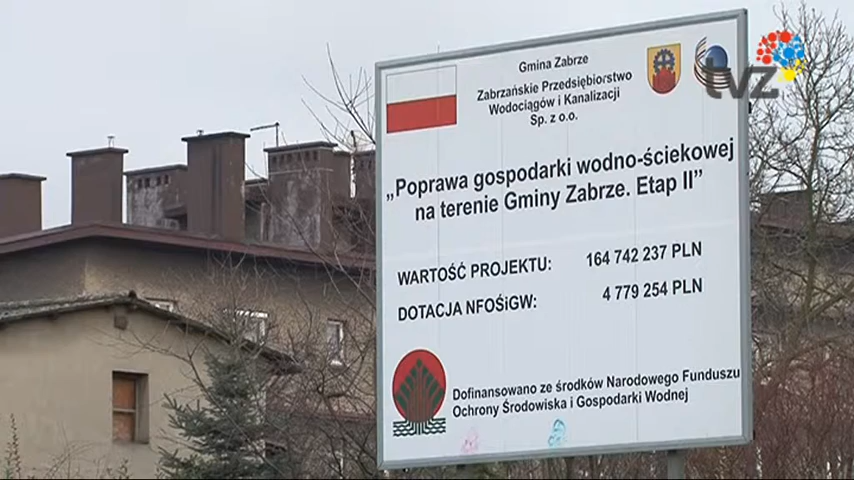 Gmina Zabrze
Zabrzańskie Przedsiębiorstwo
Wodociągów i Kanalizacji
Sp. z o.o.
tvz
„Poprawa gospodarki wodno-ściekowej
na terenie Gminy Zabrze. Etap II”
WARTOŚĆ PROJEKTU: 164 742 237 PLN
DOTACJA NFOŚiGW: 4 779 254 PLN
Dofinansowano ze środków Narodowego Funduszu
Ochrony Środowiska i Gospodarki Wodnej